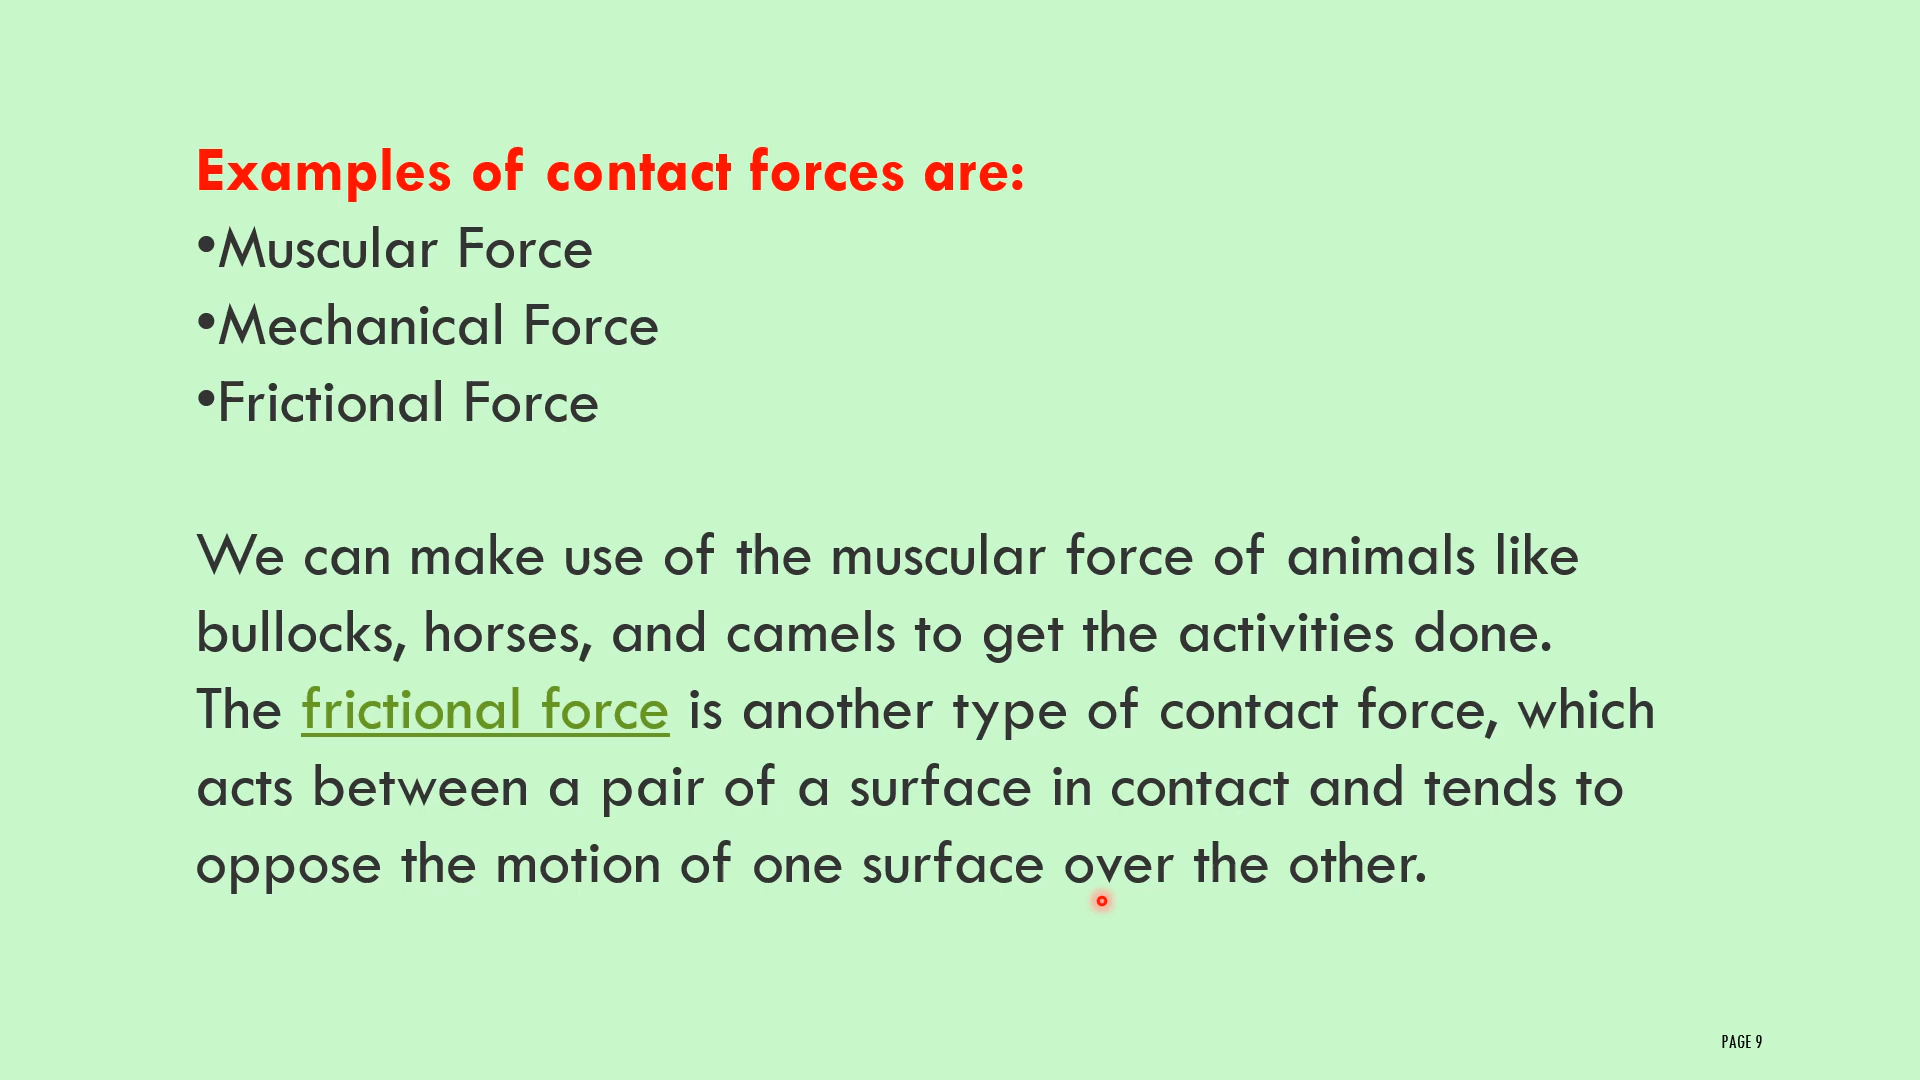 Examples of contact forces are:
•Muscular Force
•Mechanical Force
•Frictional Force
We can make use of the muscular force of animals like
bullocks, horses, and camels to get the activities done.
The frictional force is another type of contact force, which
acts between a pair of a surface in contact and tends to
oppose the motion of one surface over the other.
PAGE 9